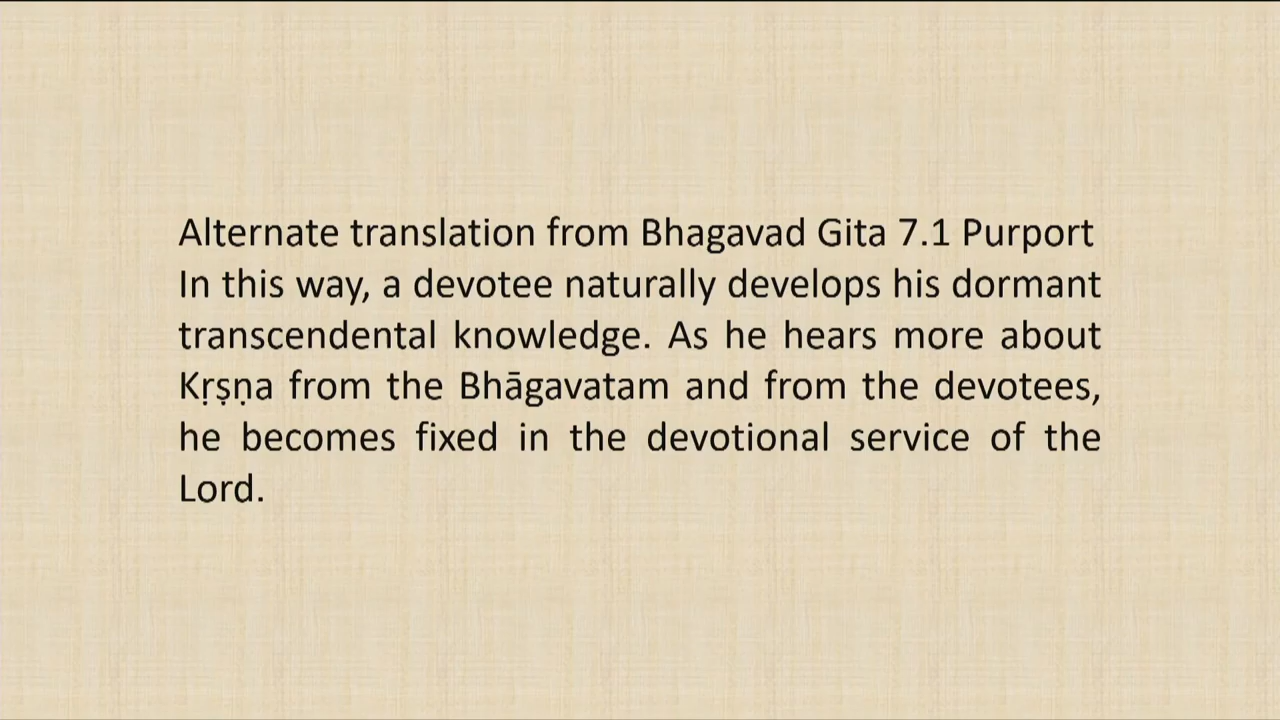 Alternate translation from Bhagavad Gita 7.1 Purport
In this way, a devotee naturally develops his dormant
transcendental knowledge. As he hears more about
Kṛṣṇa from the Bhāgavatam and from the devotees,
he becomes fixed in the devotional service of the
Lord.